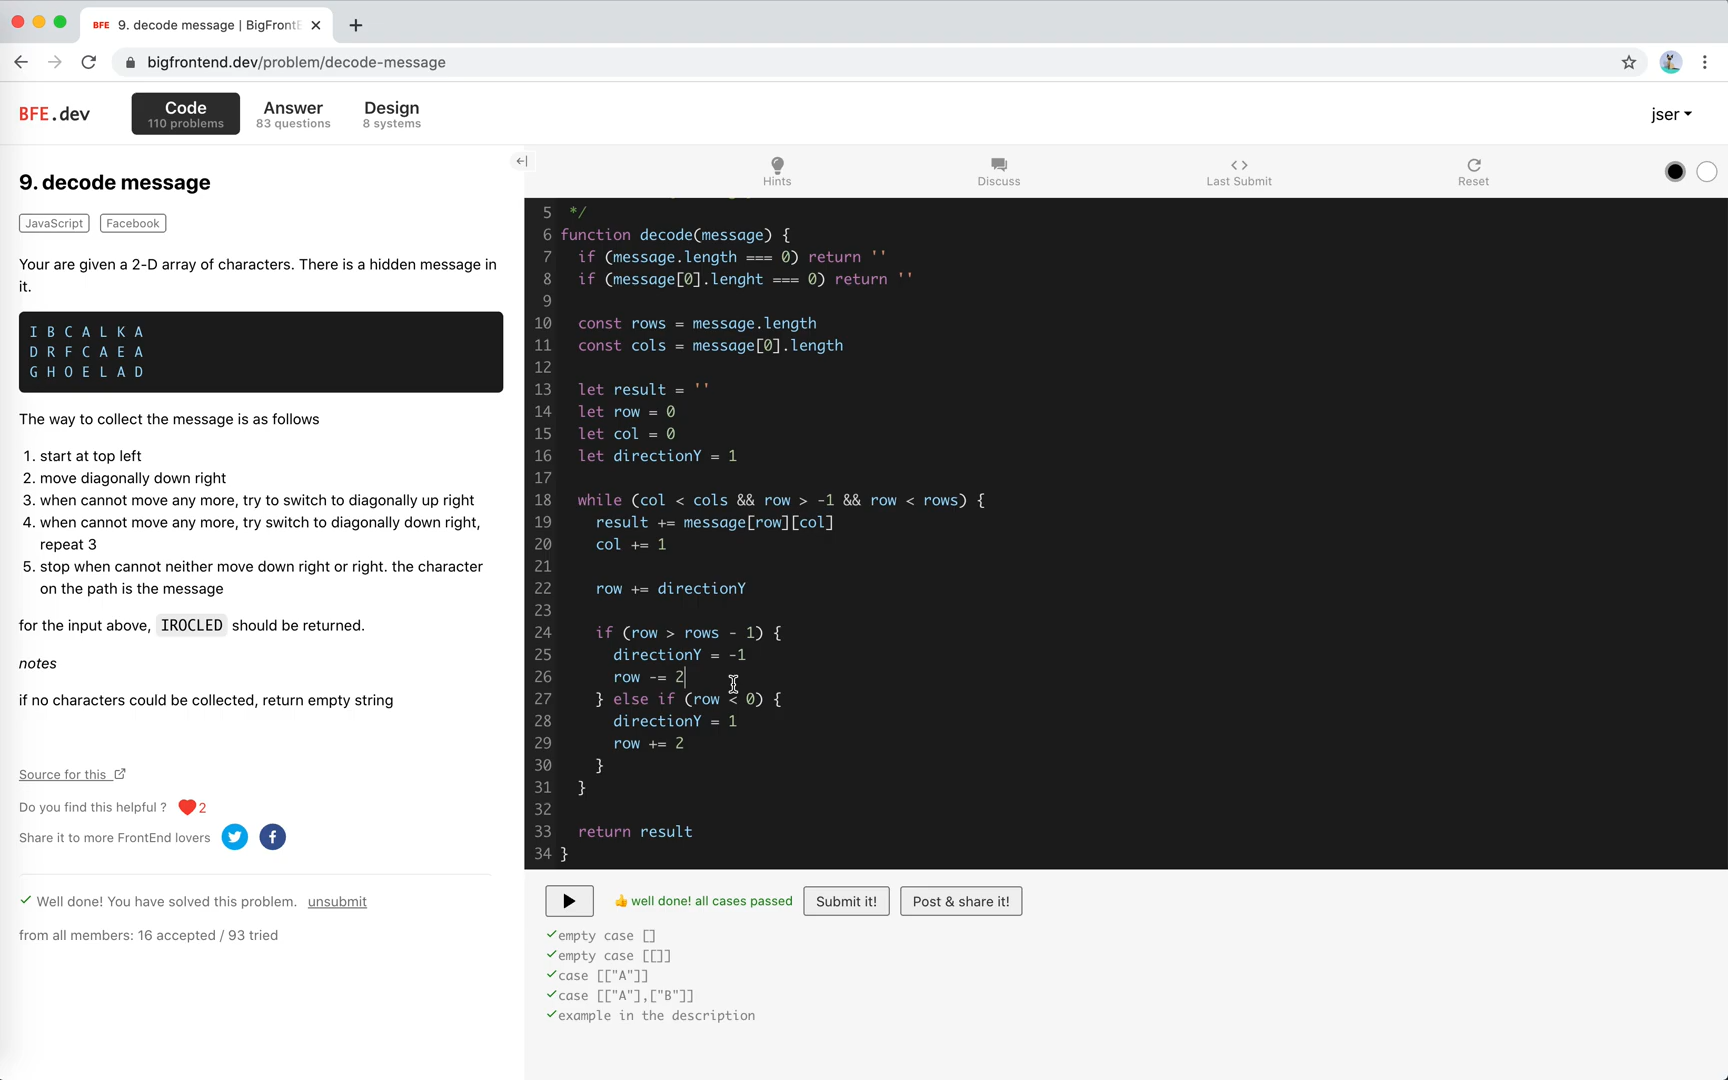 BFE 9. decode message | BigFrontE
bigfrontend.dev/problem/decode-message
BFE.dev
Code
110 problems
Answer
83 questions
Design
8 systems
jser
9. decode message
JavaScript
Facebook
Your are given a 2-D array of characters. There is a hidden message in
it.
I B C A L K A
D R F C A E A
G H O E L A D
The way to collect the message is as follows
1. start at top left
2. move diagonally down right
3. when cannot move any more, try to switch to diagonally up right
4. when cannot move any more, try switch to diagonally down right,
repeat 3
5. stop when cannot neither move down right or right. the character
on the path is the message
for the input above, IROCLED should be returned.
notes
if no characters could be collected, return empty string
Source for this
Do you find this helpful ? 2
Share it to more FrontEnd lovers
Well done! You have solved this problem. unsubmit
from all members: 16 accepted / 93 tried
Hints
Discuss
Last Submit
Reset
5 */
6 function decode(message) {
7 if (message.length === 0) return ''
8 if (message[0].lenght === 0) return ''
9
10 const rows = message.length
11 const cols = message[0].length
12
13 let result = ''
14 let row = 0
15 let col = 0
16 let directionY = 1
17
18 while (col < cols && row > -1 && row < rows) {
19 result += message[row][col]
20 col += 1
21
22 row += directionY
23
24 if (row > rows - 1) {
25 directionY = -1
26 row -= 2
27 } else if (row < 0) {
28 directionY = 1
29 row += 2
30 }
31 }
32
33 return result
34 }
well done! all cases passed
Submit it!
Post & share it!
empty case []
empty case [[]]
case [["A"]]
case [["A"],["B"]]
example in the description